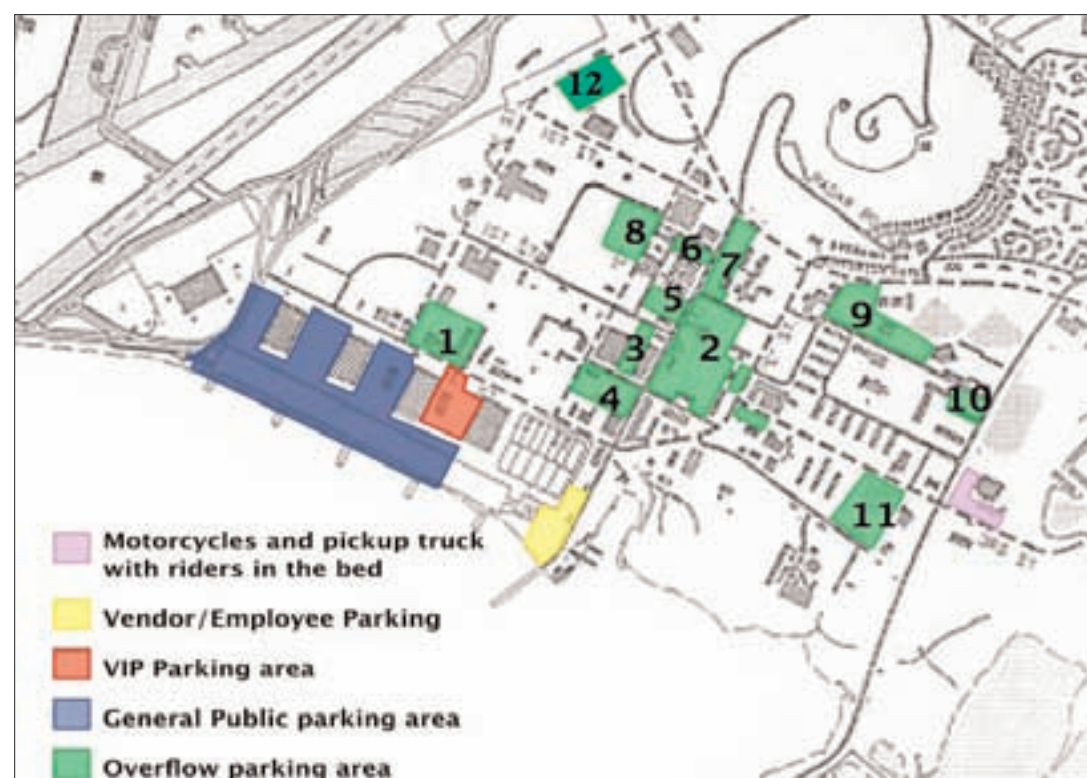 12
8
6
7
5
9
1
3
2
4
10
11
Motorcycles and pickup truck
with riders in the bed
Vendor/Employee Parking
VIP Parking area
General Public parking area
Overflow parking area